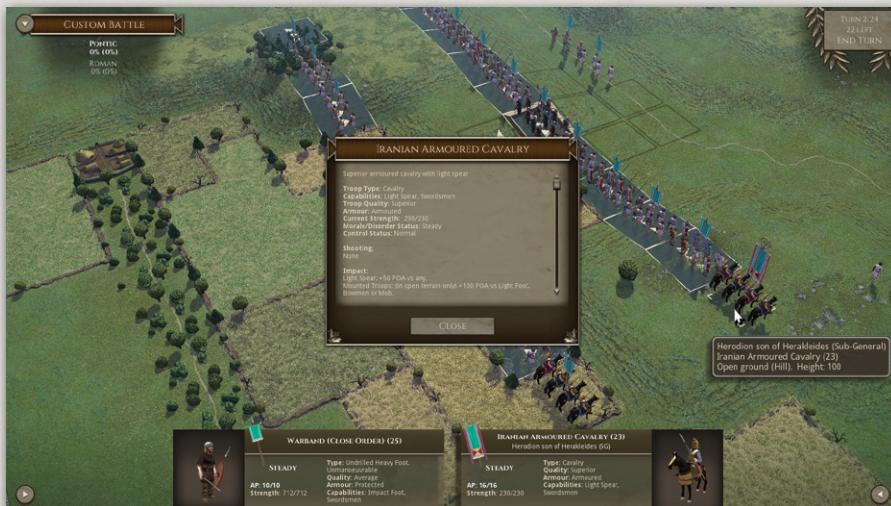 CUSTOM BATTLE
PONTIC
0% (0%)
ROMAN
0% (0%)
TURN 2/24
22 LEFT
END TURN
IRANIAN ARMOURED CAVALRY
Superior armoured cavalry with light spear
Troop Type: Cavalry
Capabilities: Light Spear, Swordsmen
Troop Quality: Superior
Armour: Armoured
Current Strength: 230/230
Morale/Disorder Status: Steady
Control Status: Normal
Shooting:
None
Impact:
Light Spear: +50 POA vs any.
Mounted Troops: (in open terrain only) +100 POA vs Light Foot,
Bowmen or Mob.
CLOSE
Herodion son of Herakleides (Sub-General)
Iranian Armoured Cavalry (23)
Open ground (Hill). Height: 100
WARBAND (CLOSE ORDER) (25)
STEADY
AP: 10/10
Strength: 712/712
Type: Undrilled Heavy Foot,
Unmanoeuvrable
Quality: Average
Armour: Protected
Capabilities: Impact Foot,
Swordsmen
IRANIAN ARMOURED CAVALRY (23)
Herodion son of Herakleides (SG)
STEADY
AP: 16/16
Strength: 230/230
Type: Cavalry
Quality: Superior
Armour: Armoured
Capabilities: Light Spear,
Swordsmen